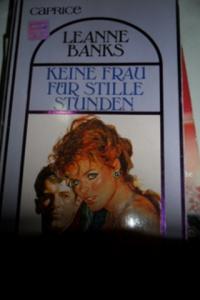 CAPRICE
LEANNE
BANKS
KEINE FRAU
FÜR STILLE
STUNDEN